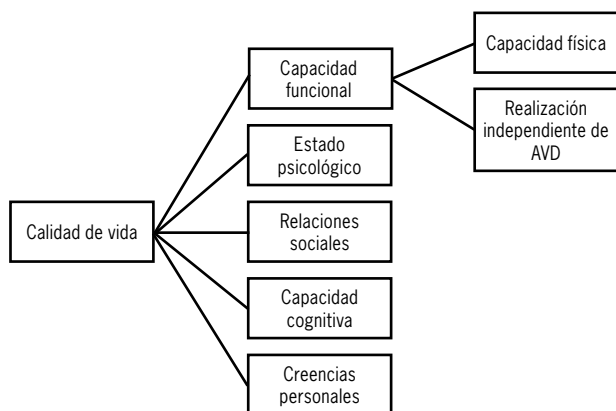 Capacidad física
Capacidad
funcional
Realización
independiente de
AVD
Estado
psicológico
Calidad de vida
Relaciones
sociales
Capacidad
cognitiva
Creencias
personales